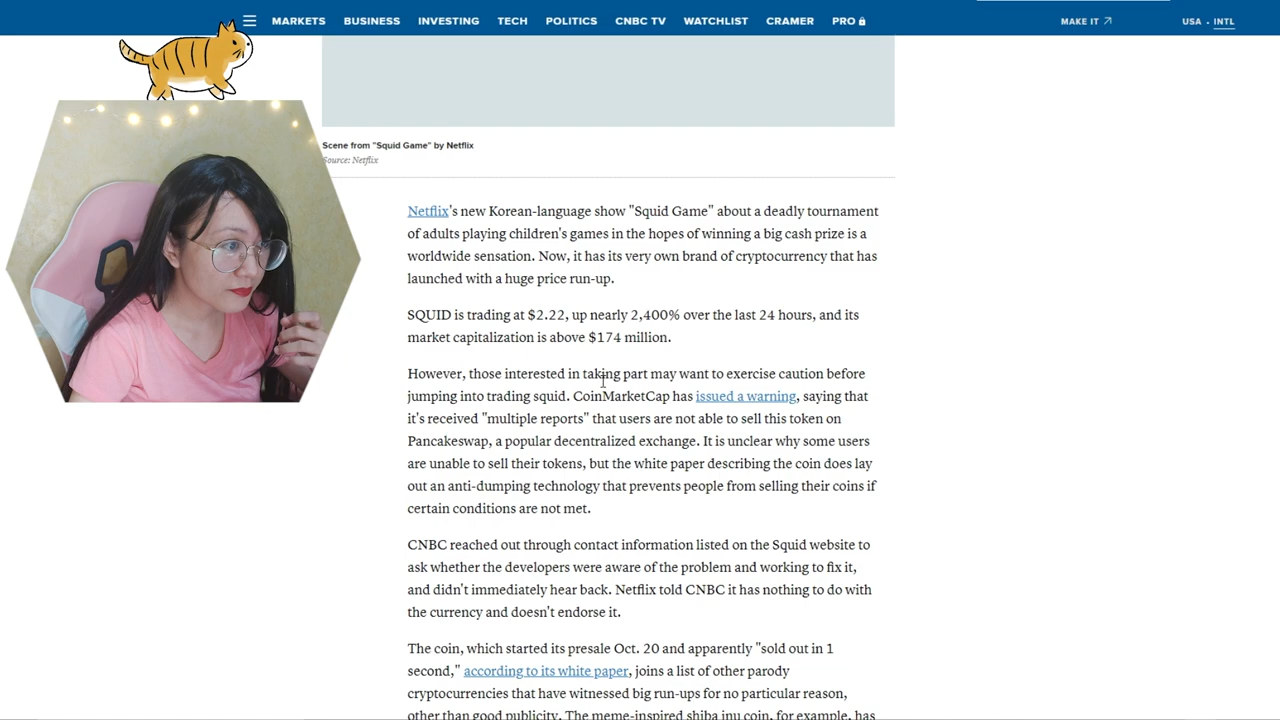 MARKETS BUSINESS INVESTING TECH POLITICS CNBC TV WATCHLIST CRAMER PRO MAKE IT USA • INTL
Scene from "Squid Game" by Netflix
Source: Netflix
Netflix's new Korean-language show "Squid Game" about a deadly tournament
of adults playing children's games in the hopes of winning a big cash prize is a
worldwide sensation. Now, it has its very own brand of cryptocurrency that has
launched with a huge price run-up.
SQUID is trading at $2.22, up nearly 2,400% over the last 24 hours, and its
market capitalization is above $174 million.
However, those interested in taking part may want to exercise caution before
jumping into trading squid. CoinMarketCap has issued a warning, saying that
it's received "multiple reports" that users are not able to sell this token on
Pancakeswap, a popular decentralized exchange. It is unclear why some users
are unable to sell their tokens, but the white paper describing the coin does lay
out an anti-dumping technology that prevents people from selling their coins if
certain conditions are not met.
CNBC reached out through contact information listed on the Squid website to
ask whether the developers were aware of the problem and working to fix it,
and didn't immediately hear back. Netflix told CNBC it has nothing to do with
the currency and doesn't endorse it.
The coin, which started its presale Oct. 20 and apparently "sold out in 1
second," according to its white paper, joins a list of other parody
cryptocurrencies that have witnessed big run-ups for no particular reason,
other than good publicity. The meme-inspired shiba inu coin, for example, has